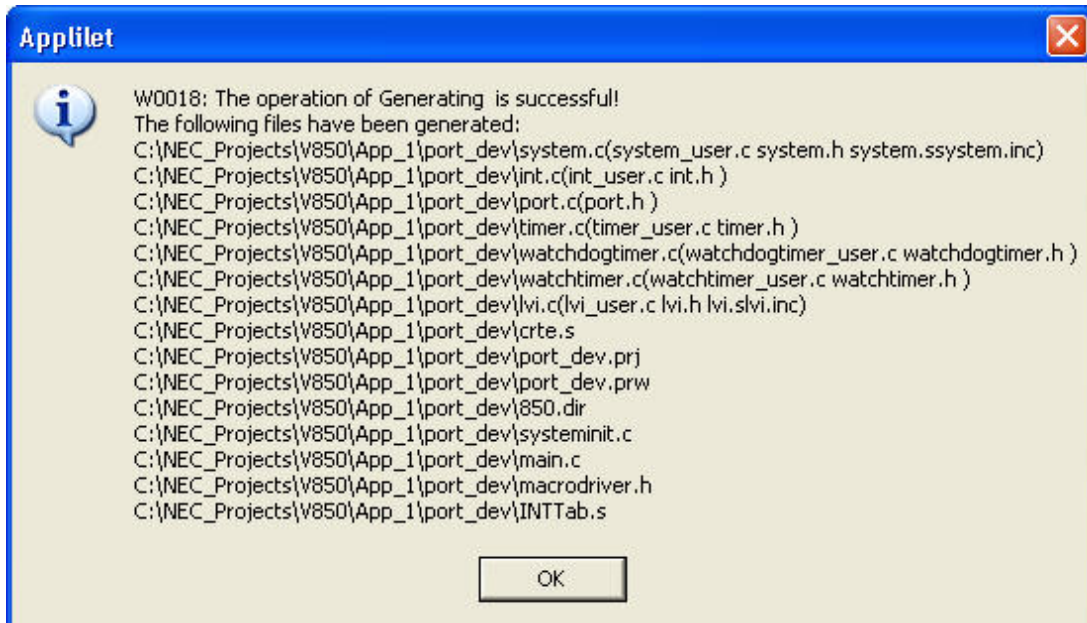 Applilet
W0018: The operation of Generating  is successful!
The following files have been generated:
C:\NEC_Projects\V850\App_1\port_dev\system.c(system_user.c system.h system.ssystem.inc)
C:\NEC_Projects\V850\App_1\port_dev\int.c(int_user.c int.h )
C:\NEC_Projects\V850\App_1\port_dev\port.c(port.h )
C:\NEC_Projects\V850\App_1\port_dev\timer.c(timer_user.c timer.h )
C:\NEC_Projects\V850\App_1\port_dev\watchdogtimer.c(watchdogtimer_user.c watchdogtimer.h )
C:\NEC_Projects\V850\App_1\port_dev\watchtimer.c(watchtimer_user.c watchtimer.h )
C:\NEC_Projects\V850\App_1\port_dev\lvi.c(lvi_user.c lvi.h lvi.slvi.inc)
C:\NEC_Projects\V850\App_1\port_dev\crte.s
C:\NEC_Projects\V850\App_1\port_dev\port_dev.prj
C:\NEC_Projects\V850\App_1\port_dev\port_dev.prw
C:\NEC_Projects\V850\App_1\port_dev\850.dir
C:\NEC_Projects\V850\App_1\port_dev\systeminit.c
C:\NEC_Projects\V850\App_1\port_dev\main.c
C:\NEC_Projects\V850\App_1\port_dev\macrodriver.h
C:\NEC_Projects\V850\App_1\port_dev\INTTab.s
OK